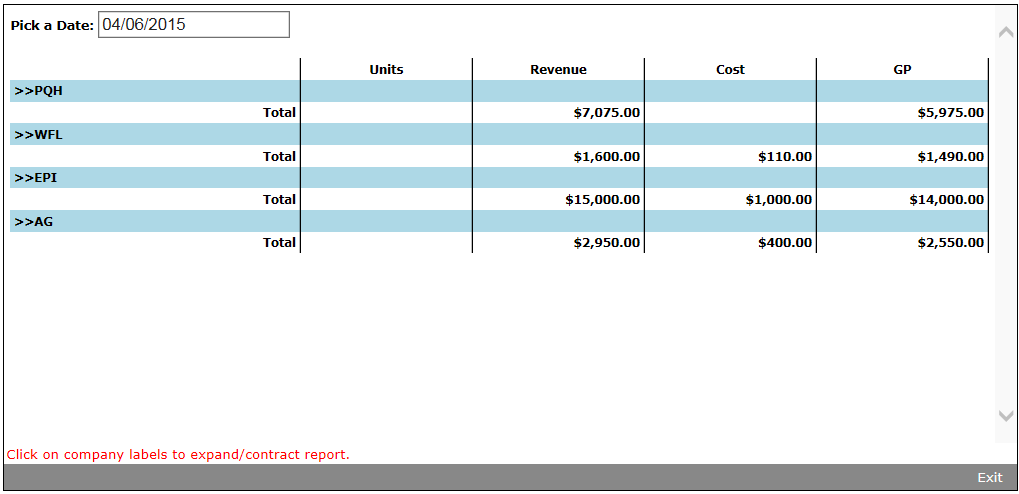 Pick a Date: 04/06/2015
Units Revenue Cost GP
>>PQH
Total $7,075.00 $5,975.00
>>WFL
Total $1,600.00 $110.00 $1,490.00
>>EPI
Total $15,000.00 $1,000.00 $14,000.00
>>AG
Total $2,950.00 $400.00 $2,550.00
Click on company labels to expand/contract report.
Exit